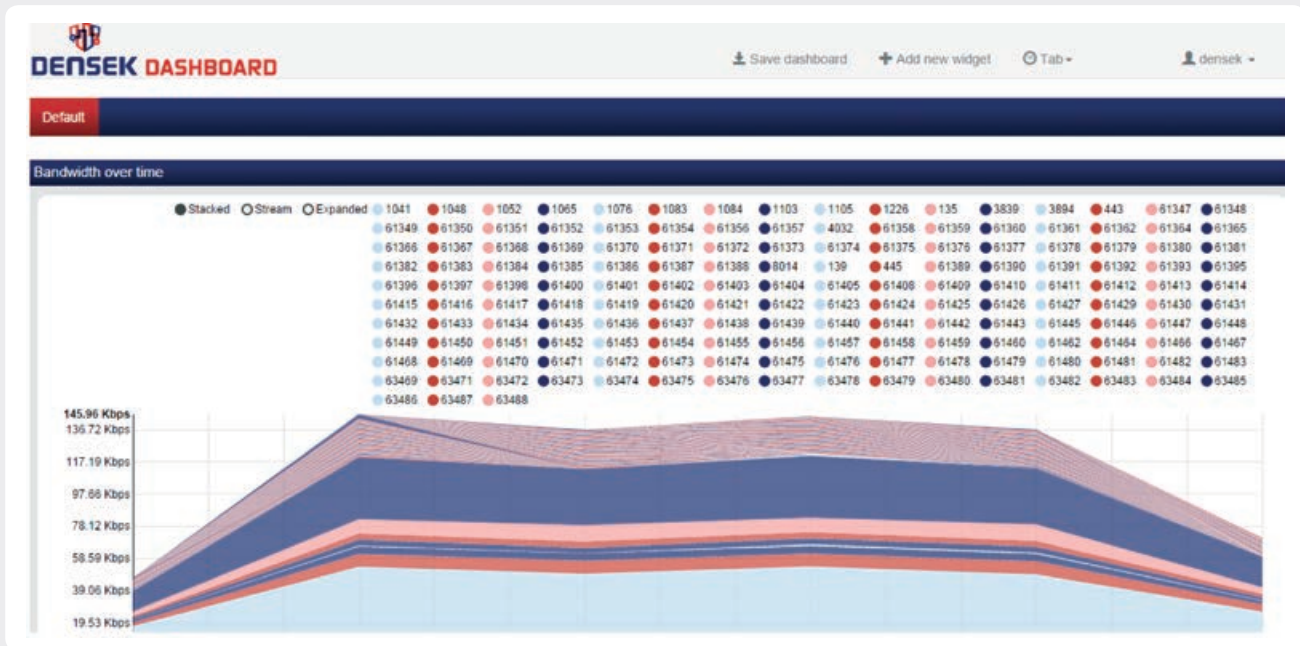 DENSEK DASHBOARD
Save dashboard Add new widget Tab densek
Default
Bandwidth over time
Stacked Stream Expanded 1041 1048 1052 1065 1076 1083 1084 1103 1105 1226 135 3839 3894 443 61347 61348
61349 61350 61351 61352 61353 61354 61356 61357 4032 61358 61359 61360 61361 61362 61364 61365
61366 61367 61368 61369 61370 61371 61372 61373 61374 61375 61376 61377 61378 61379 61380 61381
61382 61383 61384 61385 61386 61387 61388 8014 139 445 61389 61390 61391 61392 61393 61395
61396 61397 61398 61400 61401 61402 61403 61404 61405 61408 61409 61410 61411 61412 61413 61414
61415 61416 61417 61418 61419 61420 61421 61422 61423 61424 61425 61426 61427 61429 61430 61431
61432 61433 61434 61435 61436 61437 61438 61439 61440 61441 61442 61443 61445 61446 61447 61448
61449 61450 61451 61452 61453 61454 61455 61456 61457 61458 61459 61460 61462 61464 61466 61467
61468 61469 61470 61471 61472 61473 61474 61475 61476 61477 61478 61479 61480 61481 61482 61483
63469 63471 63472 63473 63474 63475 63476 63477 63478 63479 63480 63481 63482 63483 63484 63485
63486 63487 63488
145.96 Kbps
136.72 Kbps
117.19 Kbps
97.66 Kbps
78.12 Kbps
58.59 Kbps
39.06 Kbps
19.53 Kbps